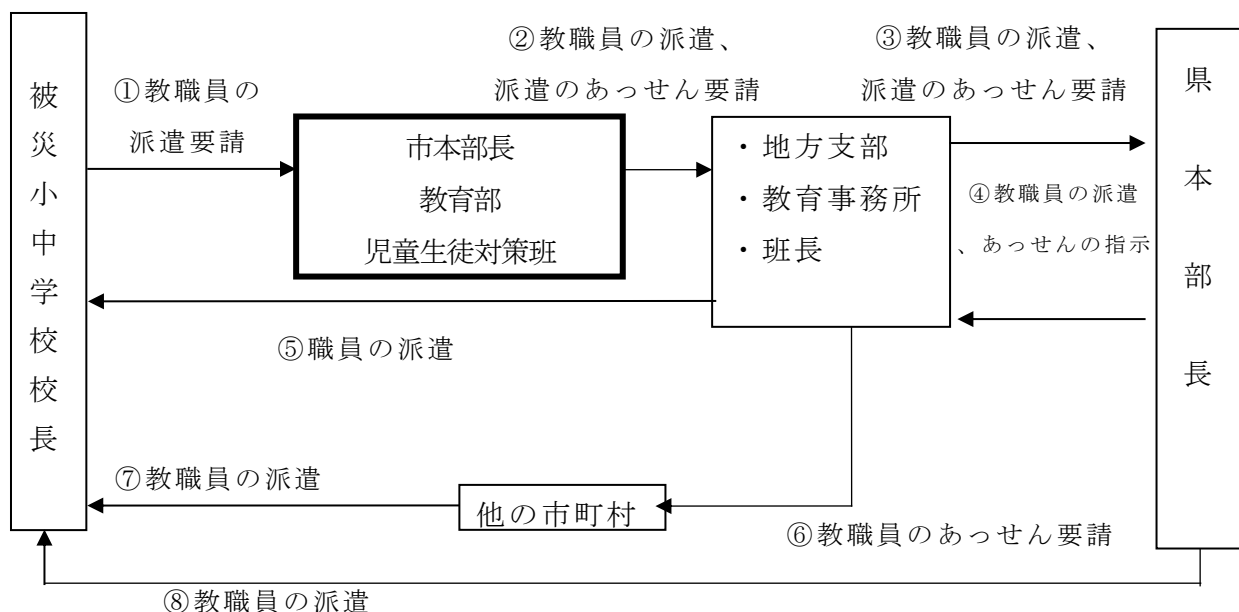 被災小中学校校長
①教職員の
派遣要請
市本部長
教育部
児童生徒対策班
②教職員の派遣、
派遣のあっせん要請
・地方支部
・教育事務所
・班長
③教職員の派遣、
派遣のあっせん要請
④教職員の派遣
、あっせんの指示
県本部長
⑤職員の派遣
⑦教職員の派遣
他の市町村
⑥教職員のあっせん要請
⑧教職員の派遣